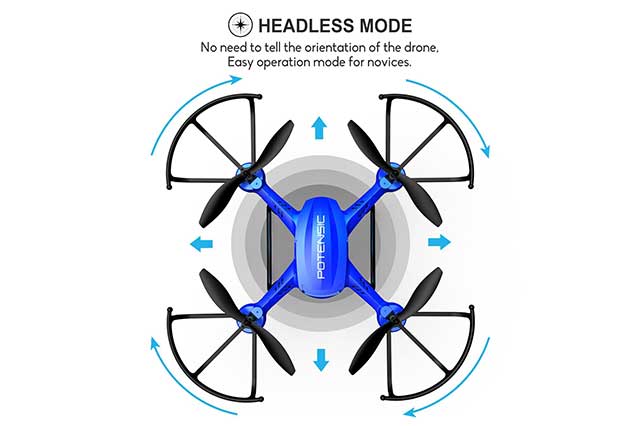 HEADLESS MODE
No need to tell the orientation of the drone,
Easy operation mode for novices.
POTENSIC